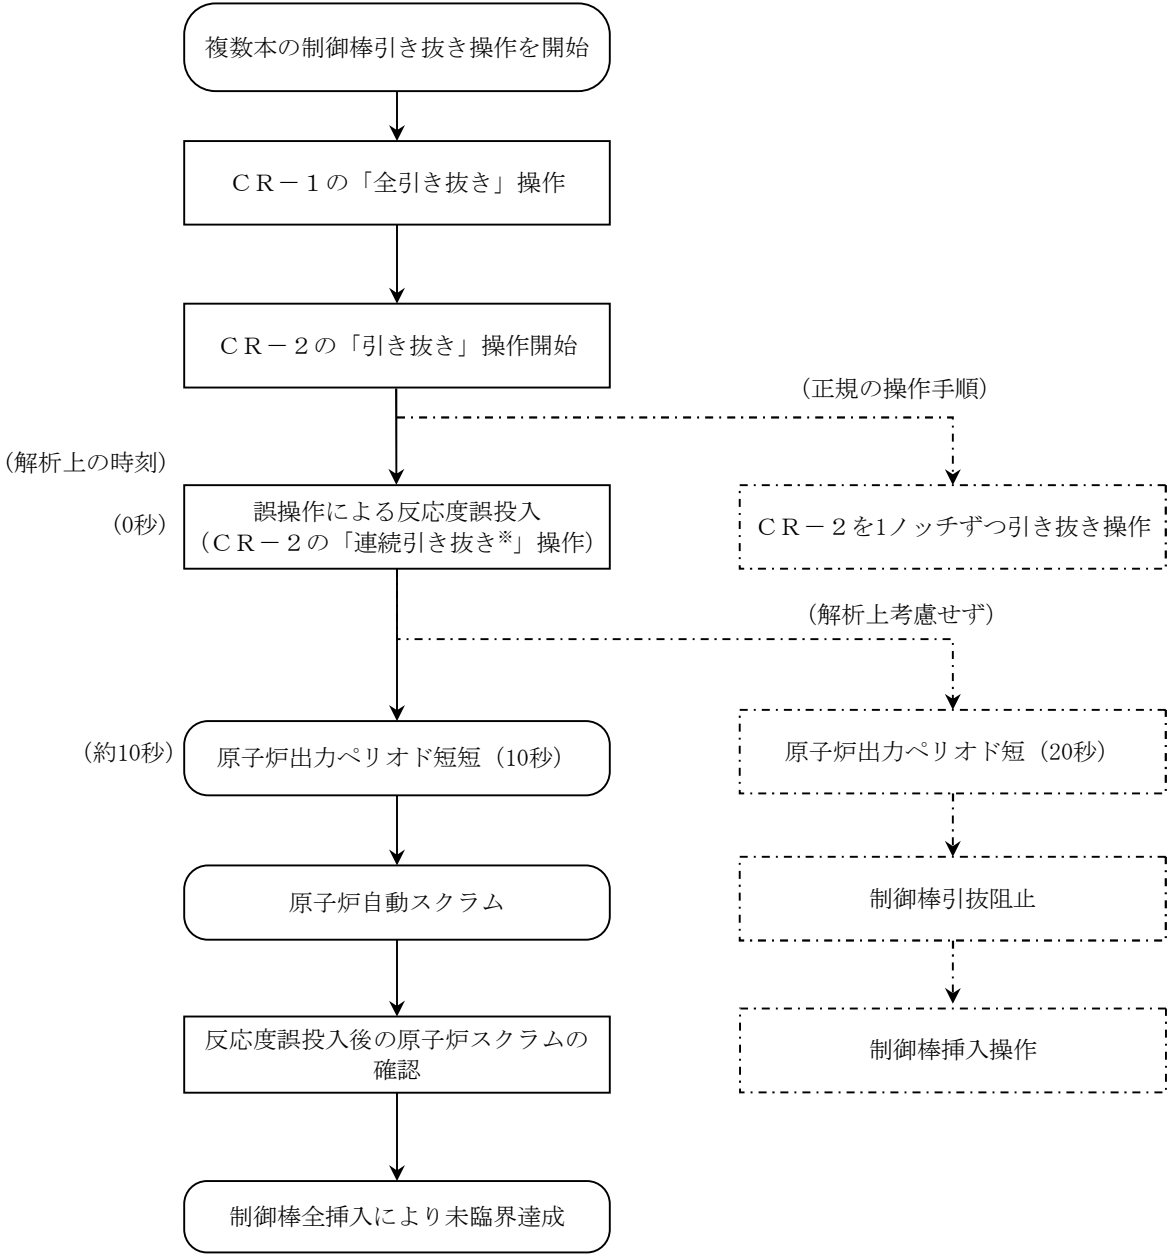 複数本の制御棒引き抜き操作を開始
ＣＲ－１の「全引き抜き」操作
ＣＲ－２の「引き抜き」操作開始
（正規の操作手順）
（解析上の時刻）
（0秒）
誤操作による反応度誤投入
（ＣＲ－２の「連続引き抜き※」操作）
ＣＲ－２を1ノッチずつ引き抜き操作
（解析上考慮せず）
（約10秒）
原子炉出力ペリオド短短（10秒）
原子炉出力ペリオド短（20秒）
原子炉自動スクラム
制御棒引抜阻止
反応度誤投入後の原子炉スクラムの
確認
制御棒挿入操作
制御棒全挿入により未臨界達成